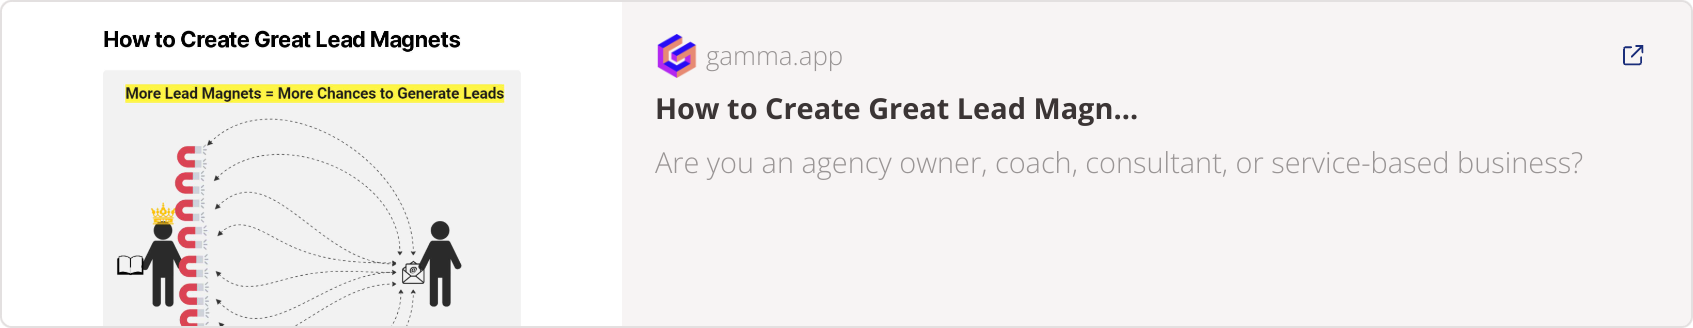 How to Create Great Lead Magnets
More Lead Magnets = More Chances to Generate Leads
@
gamma.app
How to Create Great Lead Magn...
Are you an agency owner, coach, consultant, or service-based business?